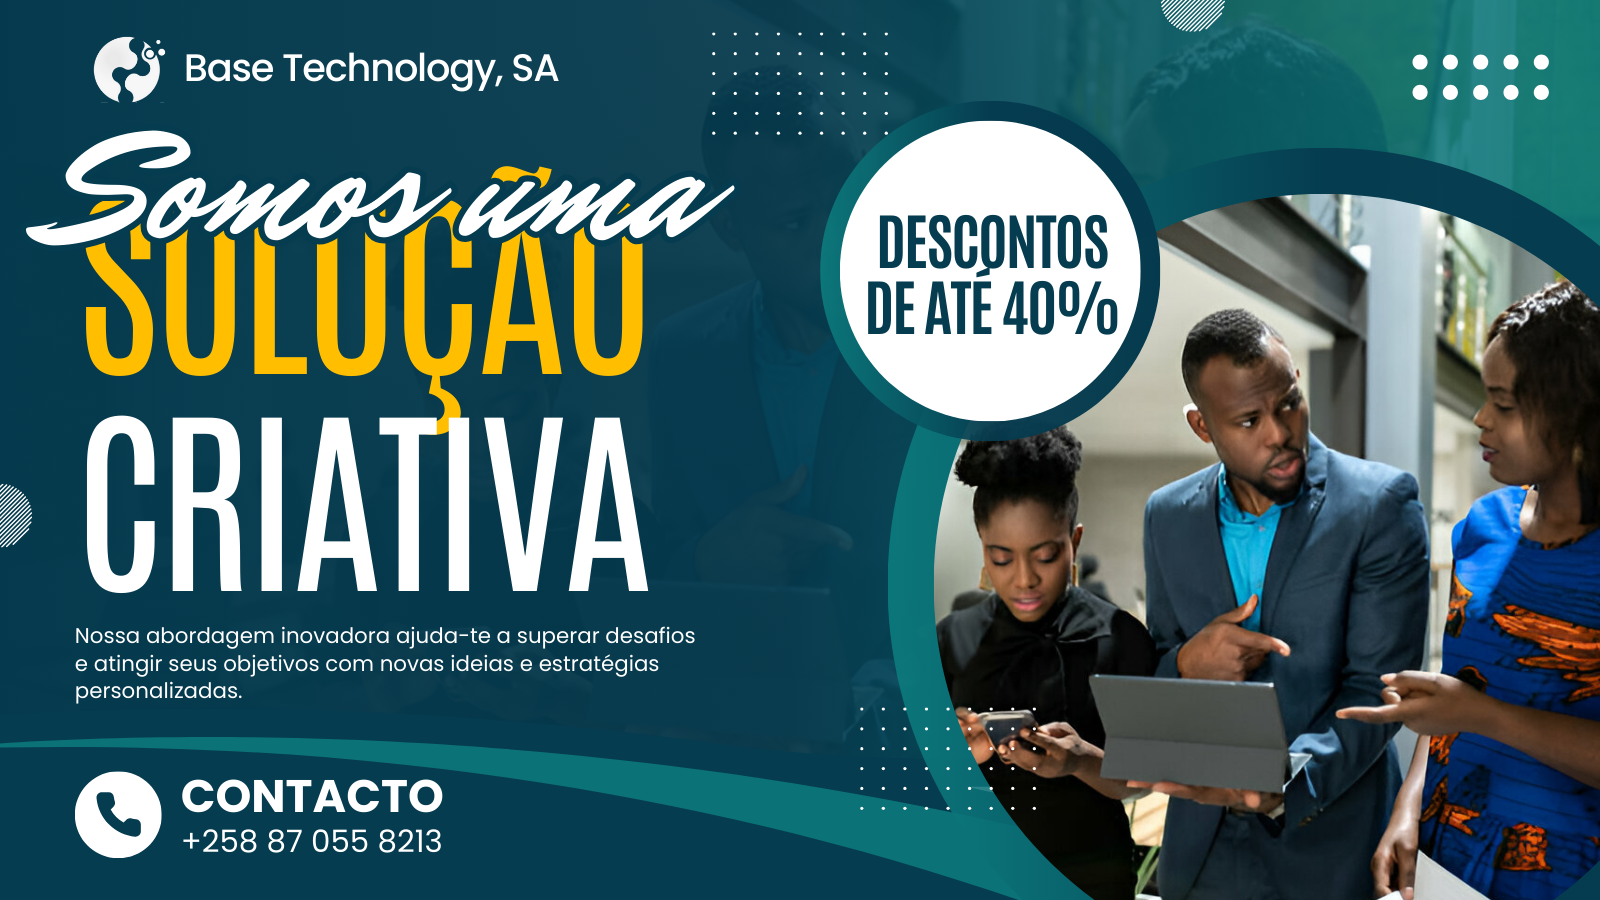 Base Technology, SA
Somos uma
SOLUÇÃO
CRIATIVA
DESCONTOS
DE ATÉ 40%
Nossa abordagem inovadora ajuda-te a superar desafios
e atingir seus objetivos com novas ideias e estratégias
personalizadas.
CONTACTO
+258 87 055 8213